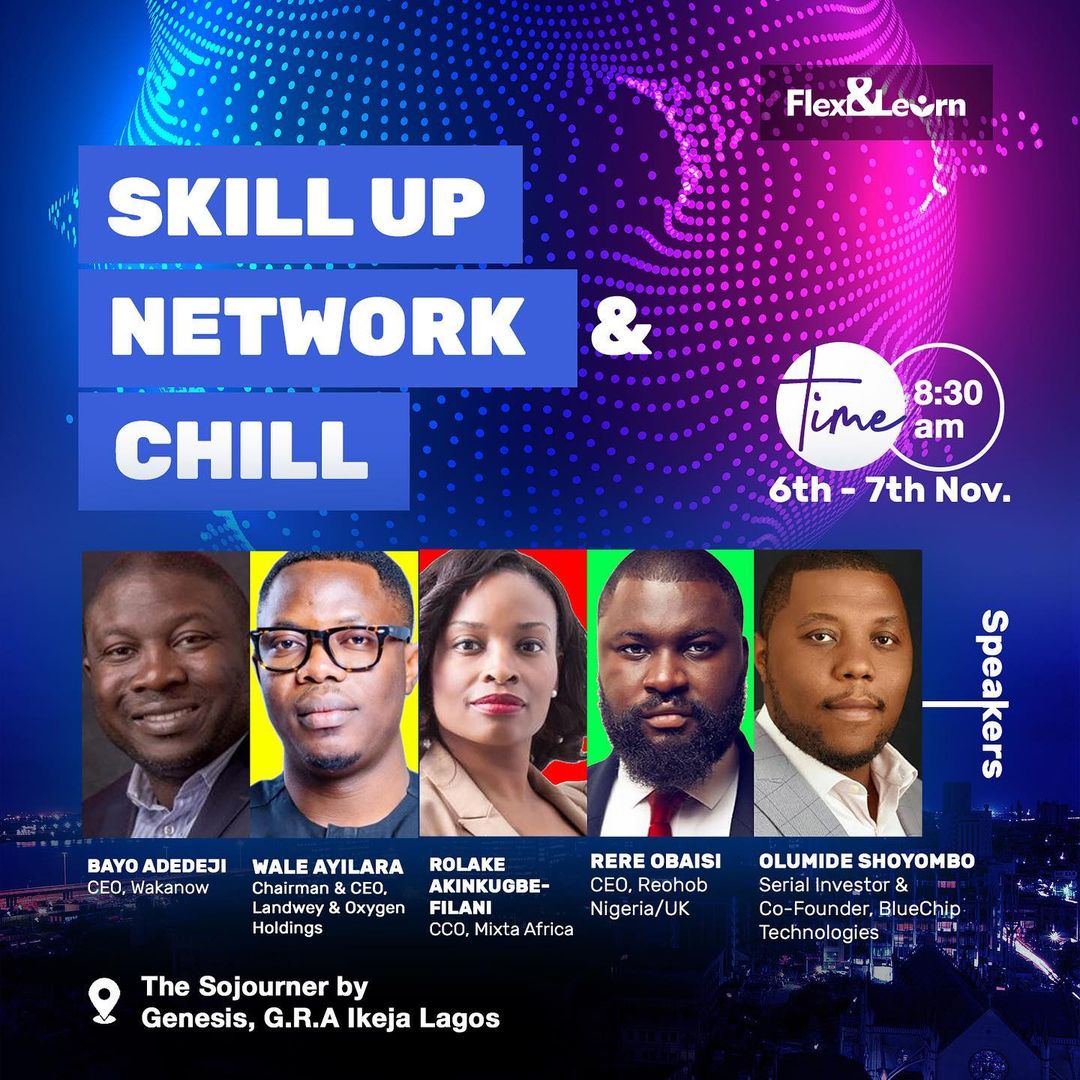 Flex&Learn
SKILL UP
NETWORK &
CHILL
Time
8:30
am
6th - 7th Nov.
Speakers
BAYO ADEDEJI
CEO, Wakanow
WALE AYILARA
Chairman & CEO,
Landwey & Oxygen
Holdings
ROLAKE
AKINKUGBE-
FILANI
CCO, Mixta Africa
RERE OBAISI
CEO, Reohob
Nigeria/UK
OLUMIDE SHOYOMBO
Serial Investor &
Co-Founder, BlueChip
Technologies
The Sojourner by
Genesis, G.R.A Ikeja Lagos